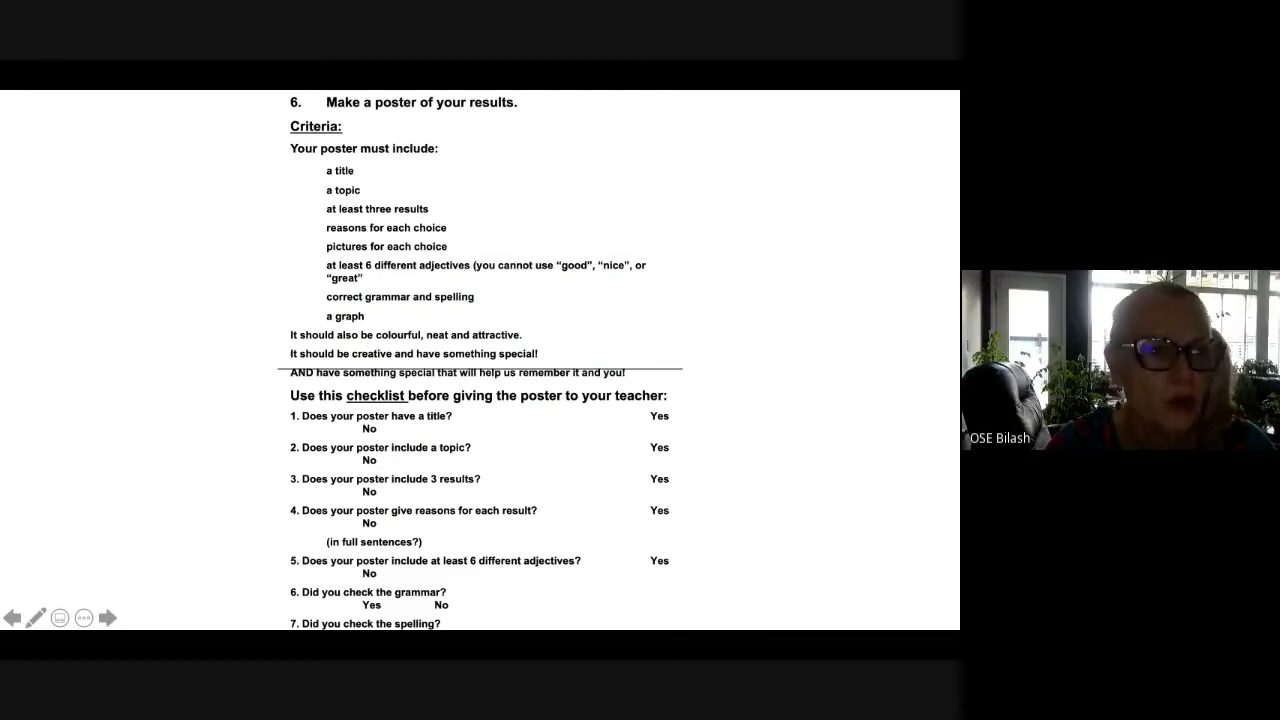 6. Make a poster of your results.
Criteria:
Your poster must include:
a title
a topic
at least three results
reasons for each choice
pictures for each choice
at least 6 different adjectives (you cannot use “good”, “nice”, or
“great”
correct grammar and spelling
a graph
It should also be colourful, neat and attractive.
It should be creative and have something special!
AND have something special that will help us remember it and you!
Use this checklist before giving the poster to your teacher:
1. Does your poster have a title? Yes
No
2. Does your poster include a topic? Yes
No
3. Does your poster include 3 results? Yes
No
4. Does your poster give reasons for each result? Yes
No
(in full sentences?)
5. Does your poster include at least 6 different adjectives? Yes
No
6. Did you check the grammar?
Yes No
7. Did you check the spelling?
OSE Bilash